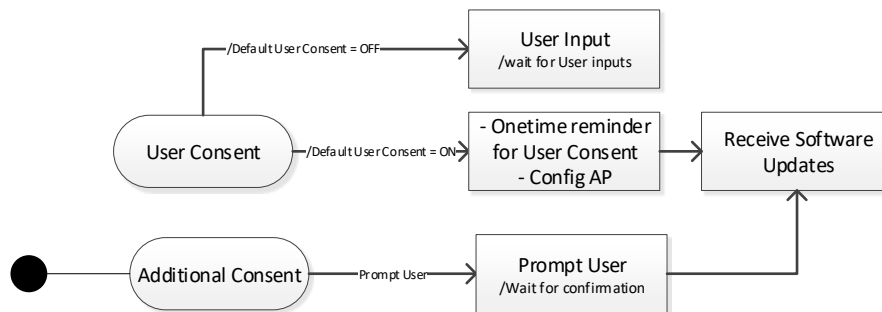 /Default User Consent = OFF
User Input
/wait for User inputs
User Consent
/Default User Consent = ON
- Onetime reminder
for User Consent
- Config AP
Receive Software
Updates
Additional Consent
Prompt User
Prompt User
/Wait for confirmation